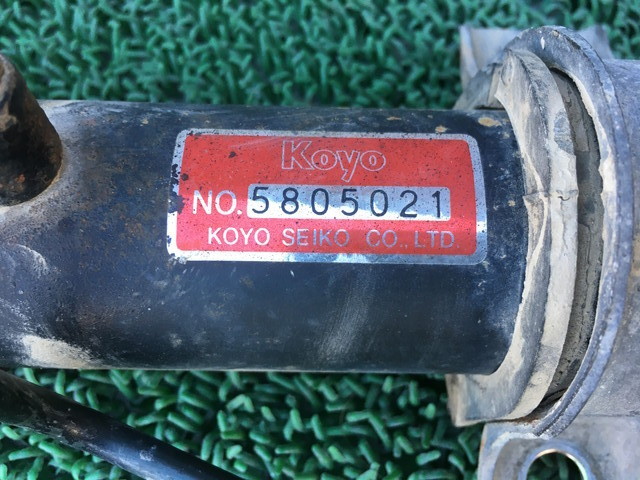 Koyo
NO. 5805021
KOYO SEIKO CO., LTD.